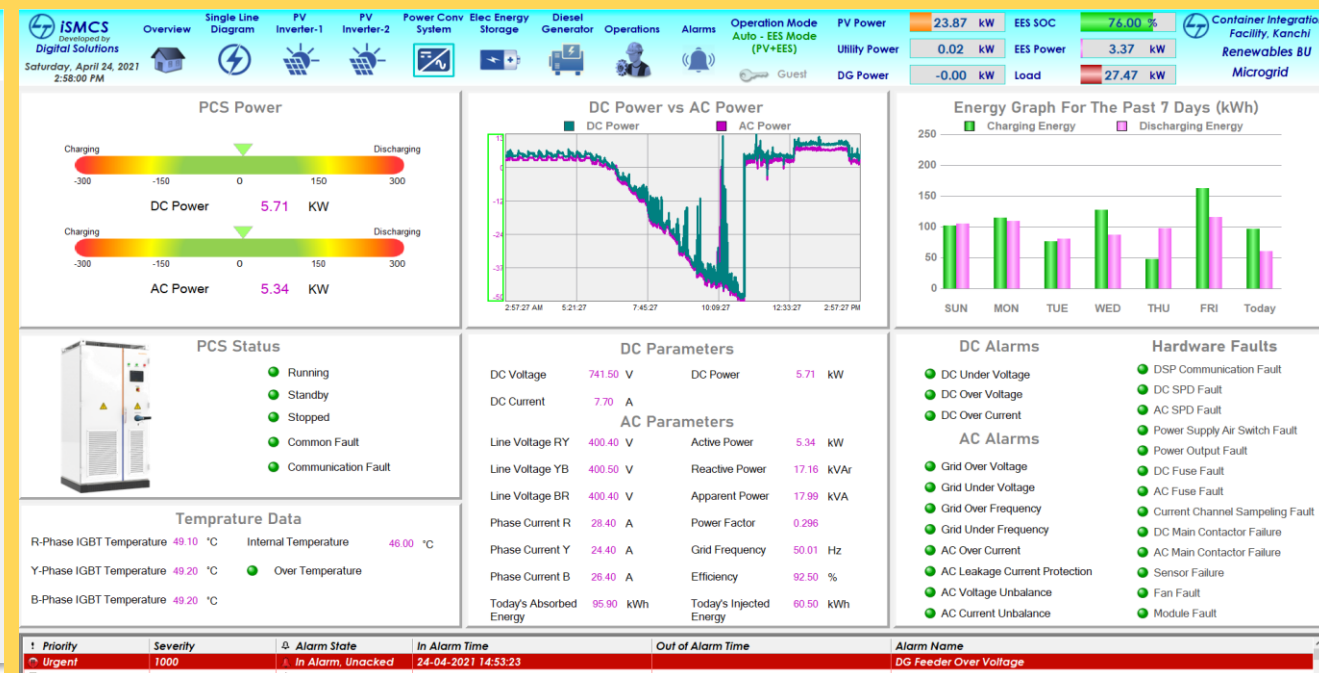 iSMCS
Developed by
Digital Solutions
Saturday, April 24, 2021
2:58:00 PM
Overview
Single Line
Diagram
PV
Inverter-1
PV
Inverter-2
Power Conv
System
Elec Energy
Storage
Diesel
Generator
Operations
Alarms
Operation Mode
Auto - EES Mode
(PV+EES)
Guest
PV Power 23.87 kW EES SOC 76.00 %
Utility Power 0.02 kW EES Power 3.37 kW
DG Power -0.00 kW Load 27.47 kW
Container Integratio
Facility, Kanchi
Renewables BU
Microgrid
PCS Power
Charging Discharging
-300 -150 0 150 300
DC Power 5.71 KW
Charging Discharging
-300 -150 0 150 300
AC Power 5.34 KW
DC Power vs AC Power
DC Power AC Power
13
0
-12
-24
-37
-50
2:57:27 AM 5:21:27 7:45:27 10:09:27 12:33:27 2:57:27 PM
Energy Graph For The Past 7 Days (kWh)
Charging Energy Discharging Energy
250
200
150
100
50
0
SUN MON TUE WED THU FRI Today
PCS Status
Running
Standby
Stopped
Common Fault
Communication Fault
Temprature Data
R-Phase IGBT Temperature 49.10 °C Internal Temperature 46.00 °C
Y-Phase IGBT Temperature 49.20 °C Over Temperature
B-Phase IGBT Temperature 49.20 °C
DC Parameters
DC Voltage 741.50 V DC Power 5.71 kW
DC Current 7.70 A
AC Parameters
Line Voltage RY 400.40 V Active Power 5.34 kW
Line Voltage YB 400.50 V Reactive Power 17.16 kVAr
Line Voltage BR 400.40 V Apparent Power 17.99 kVA
Phase Current R 28.40 A Power Factor 0.296
Phase Current Y 24.40 A Grid Frequency 50.01 Hz
Phase Current B 26.40 A Efficiency 92.50 %
Today's Absorbed Energy 95.90 kWh Today's Injected Energy 60.50 kWh
DC Alarms
DC Under Voltage
DC Over Voltage
DC Over Current
AC Alarms
Grid Over Voltage
Grid Under Voltage
Grid Over Frequency
Grid Under Frequency
AC Over Current
AC Leakage Current Protection
AC Voltage Unbalance
AC Current Unbalance
Hardware Faults
DSP Communication Fault
DC SPD Fault
AC SPD Fault
Power Supply Air Switch Fault
Power Output Fault
DC Fuse Fault
AC Fuse Fault
Current Channel Sampeling Fault
DC Main Contactor Failure
AC Main Contactor Failure
Sensor Failure
Fan Fault
Module Fault
! Priority Severity Alarm State In Alarm Time Out of Alarm Time Alarm Name
Urgent 1000 In Alarm, Unacked 24-04-2021 14:53:23 DG Feeder Over Voltage